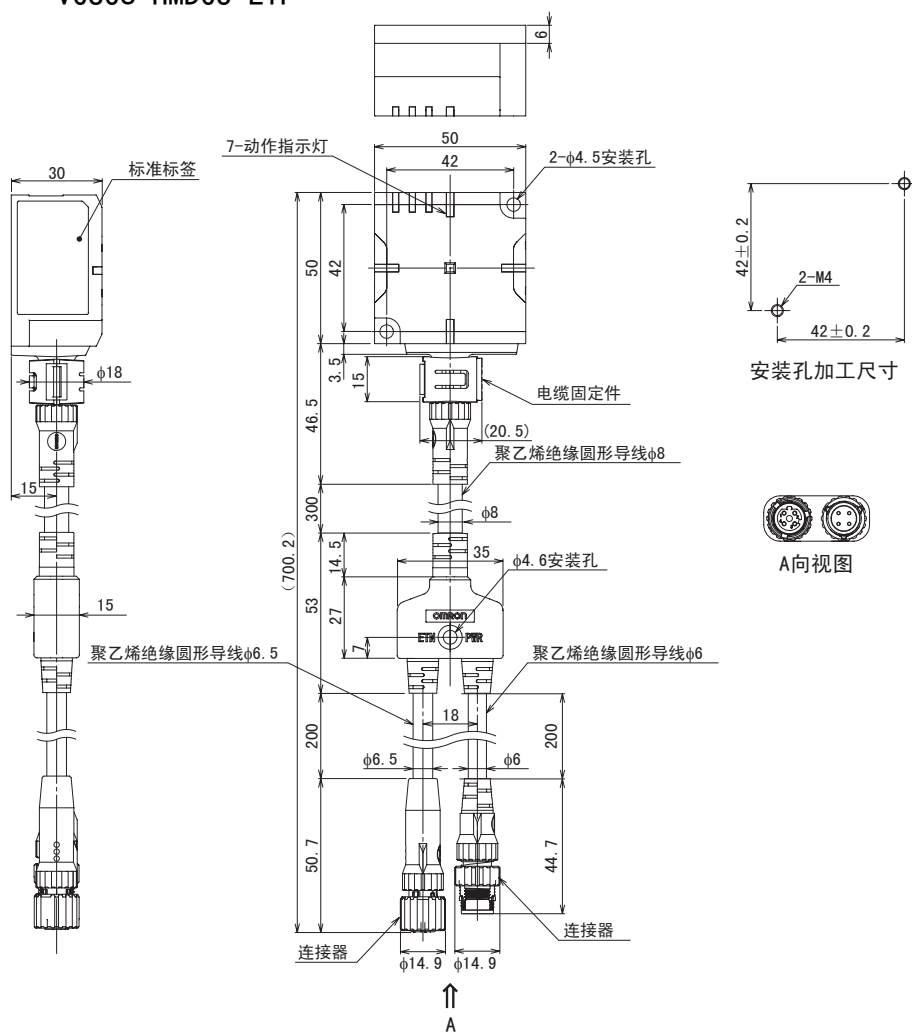 6
50
7-动作指示灯
2-φ4.5安装孔
42
30
标准标签
50
42
42±0.2
2-M4
42±0.2
安装孔加工尺寸
3.5
15
φ18
电缆固定件
46.5
(20.5)
聚乙烯绝缘圆形导线φ8
15
300
φ8
A向视图
(700.2)
14.5
35
φ4.6安装孔
53
27
15
omron
ETN
PWR
7
聚乙烯绝缘圆形导线φ6.5
聚乙烯绝缘圆形导线φ6
18
200
200
φ6.5
φ6
50.7
44.7
连接器
连接器
φ14.9
φ14.9
A